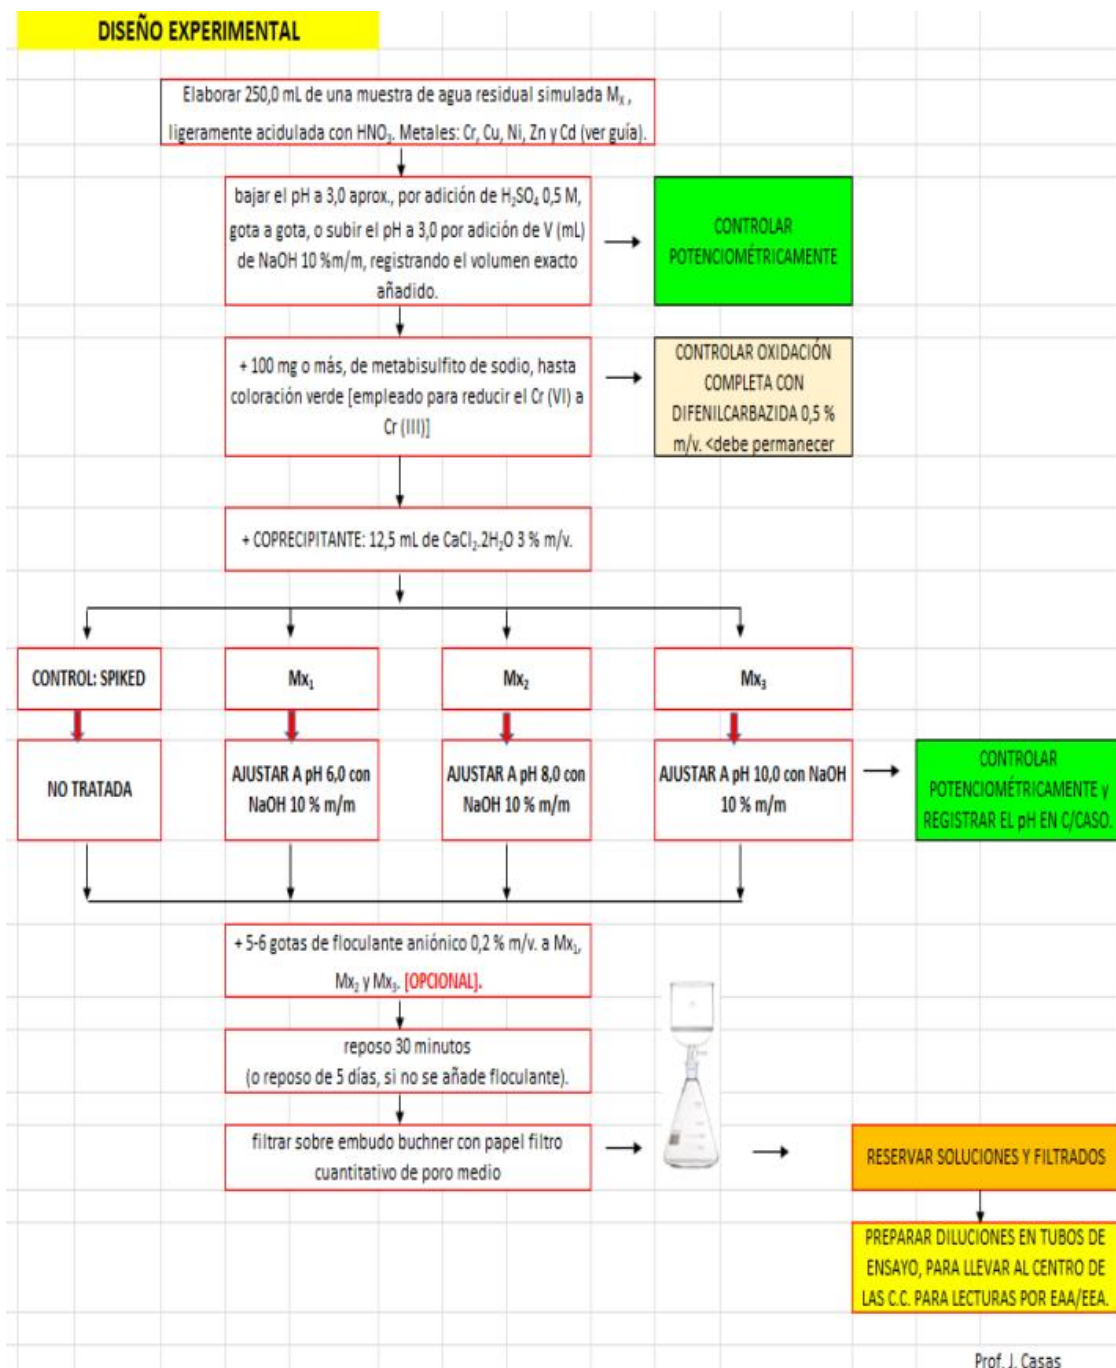 DISEÑO EXPERIMENTAL
Elaborar 250,0 mL de una muestra de agua residual simulada Mₓ ,
ligeramente acidulada con HNO₃. Metales: Cr, Cu, Ni, Zn y Cd (ver guía).
bajar el pH a 3,0 aprox., por adición de H₂SO₄ 0,5 M,
gota a gota, o subir el pH a 3,0 por adición de V (mL)
de NaOH 10 %m/m, registrando el volumen exacto
añadido.
CONTROLAR
POTENCIOMÉTRICAMENTE
+ 100 mg o más, de metabisulfito de sodio, hasta
coloración verde [empleado para reducir el Cr (VI) a
Cr (III)]
CONTROLAR OXIDACIÓN
COMPLETA CON
DIFENILCARBAZIDA 0,5 %
m/v. <debe permanecer
+ COPRECIPITANTE: 12,5 mL de CaCl₂.2H₂O 3 % m/v.
CONTROL: SPIKED
Mx₁
Mx₂
Mx₃
NO TRATADA
AJUSTAR A pH 6,0 con
NaOH 10 % m/m
AJUSTAR A pH 8,0 con
NaOH 10 % m/m
AJUSTAR A pH 10,0 con NaOH
10 % m/m
CONTROLAR
POTENCIOMÉTRICAMENTE y
REGISTRAR EL pH EN C/CASO.
+ 5-6 gotas de floculante aniónico 0,2 % m/v. a Mx₁,
Mx₂ y Mx₃. [OPCIONAL].
reposo 30 minutos
(o reposo de 5 días, si no se añade floculante).
filtrar sobre embudo buchner con papel filtro
cuantitativo de poro medio
RESERVAR SOLUCIONES Y FILTRADOS
PREPARAR DILUCIONES EN TUBOS DE
ENSAYO, PARA LLEVAR AL CENTRO DE
LAS C.C. PARA LECTURAS POR EAA/EEA.
Prof. J. Casas